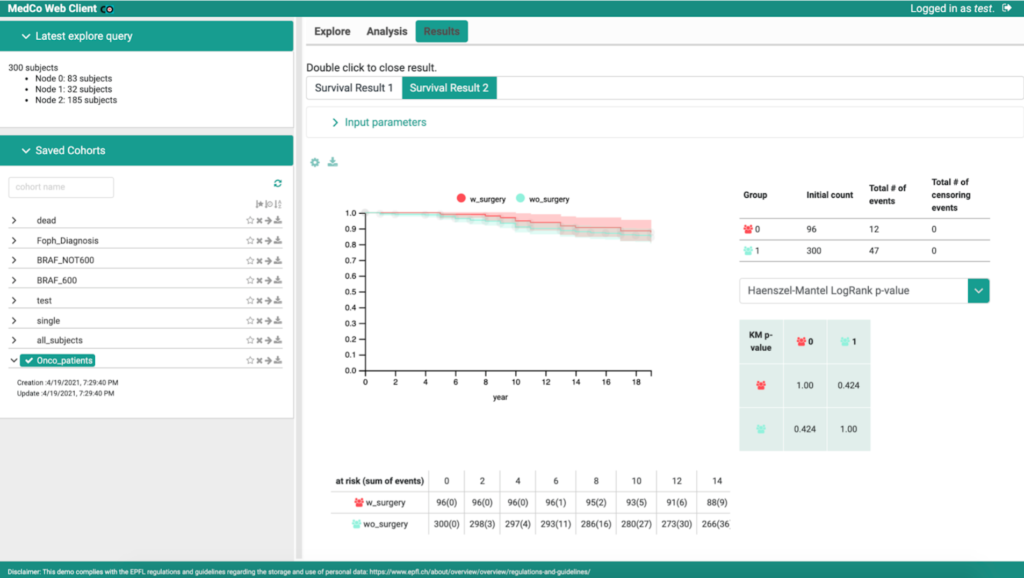 MedCo Web Client
Logged in as test.
Latest explore query
300 subjects
Node 0: 83 subjects
Node 1: 32 subjects
Node 2: 185 subjects
Saved Cohorts
cohort name
dead
Foph_Diagnosis
BRAF_NOT600
BRAF_600
test
single
all_subjects
Onco_patients
Creation :4/19/2021, 7:29:40 PM
Update :4/19/2021, 7:29:40 PM
Explore Analysis Results
Double click to close result.
Survival Result 1 Survival Result 2
Input parameters
w_surgery wo_surgery
1.0
0.9
0.8
0.7
0.6
0.5
0.4
0.3
0.2
0.1
0.0
0 2 4 6 8 10 12 14 16 18
year
Group Initial count Total # of events Total # of censoring events
0 96 12 0
1 300 47 0
Haenszel-Mantel LogRank p-value
KM p-value 0 1
1.00 0.424
0.424 1.00
at risk (sum of events) 0 2 4 6 8 10 12 14
w_surgery 96(0) 96(0) 96(0) 96(1) 95(2) 93(5) 91(6) 88(9)
wo_surgery 300(0) 298(3) 297(4) 293(11) 286(16) 280(27) 273(30) 266(36
Disclaimer: This demo complies with the EPFL regulations and guidelines regarding the storage and use of personal data: https://www.epfl.ch/about/overview/overview/regulations-and-guidelines/